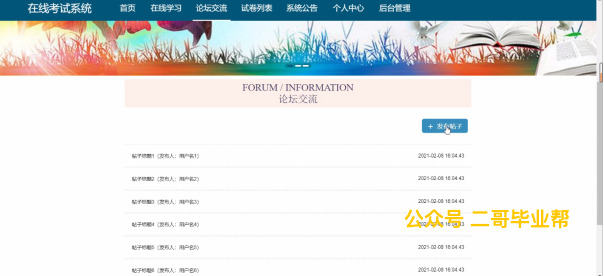 在线考试系统 首页 在线学习 论坛交流 试卷列表 系统公告 个人中心 后台管理
FORUM / INFORMATION
论坛交流
+ 发布帖子
帖子标题1（发布人：用户名1） 2021-02-08 16:04:43
帖子标题2（发布人：用户名2） 2021-02-08 16:04:43
帖子标题3（发布人：用户名3） 2021-02-08 16:04:43
公众号 二哥毕业帮
帖子标题4（发布人：用户名4） 2021-02-08 16:04:43
帖子标题5（发布人：用户名5） 2021-02-08 16:04:43
帖子标题6（发布人：用户名6） 2021-02-08 16:04:43